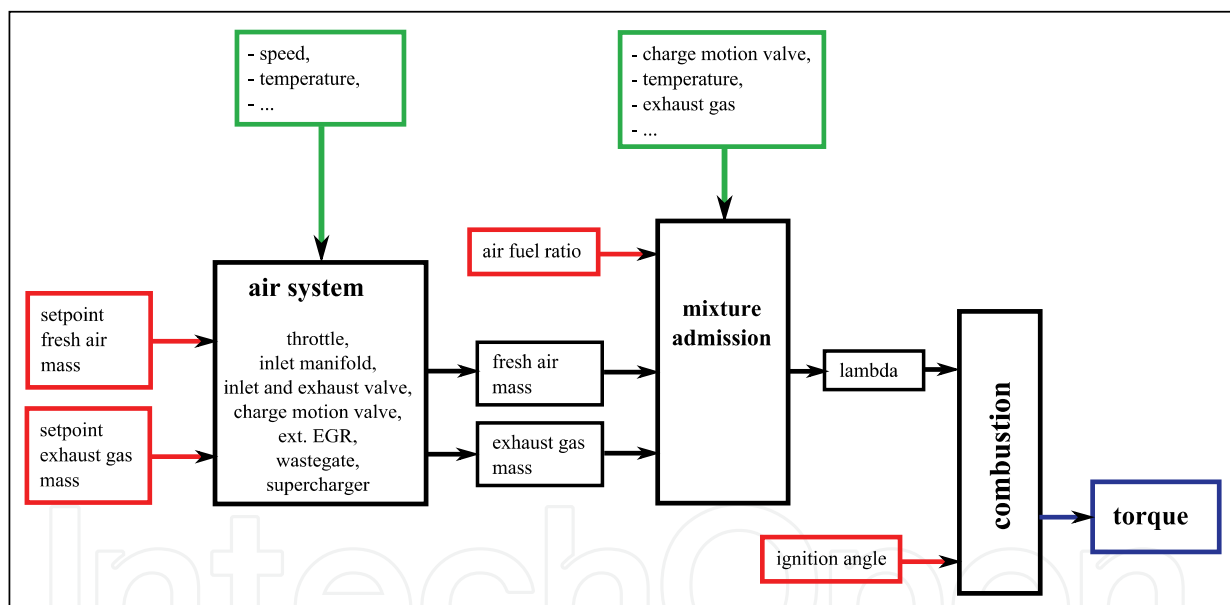 - speed,
- temperature,
- ...
- charge motion valve,
- temperature,
- exhaust gas
- ...
air fuel ratio
setpoint
fresh air
mass
setpoint
exhaust gas
mass
air system
throttle,
inlet manifold,
inlet and exhaust valve,
charge motion valve,
ext. EGR,
wastegate,
supercharger
fresh air
mass
exhaust gas
mass
mixture
admission
lambda
ignition angle
combustion
torque
IntechOpen